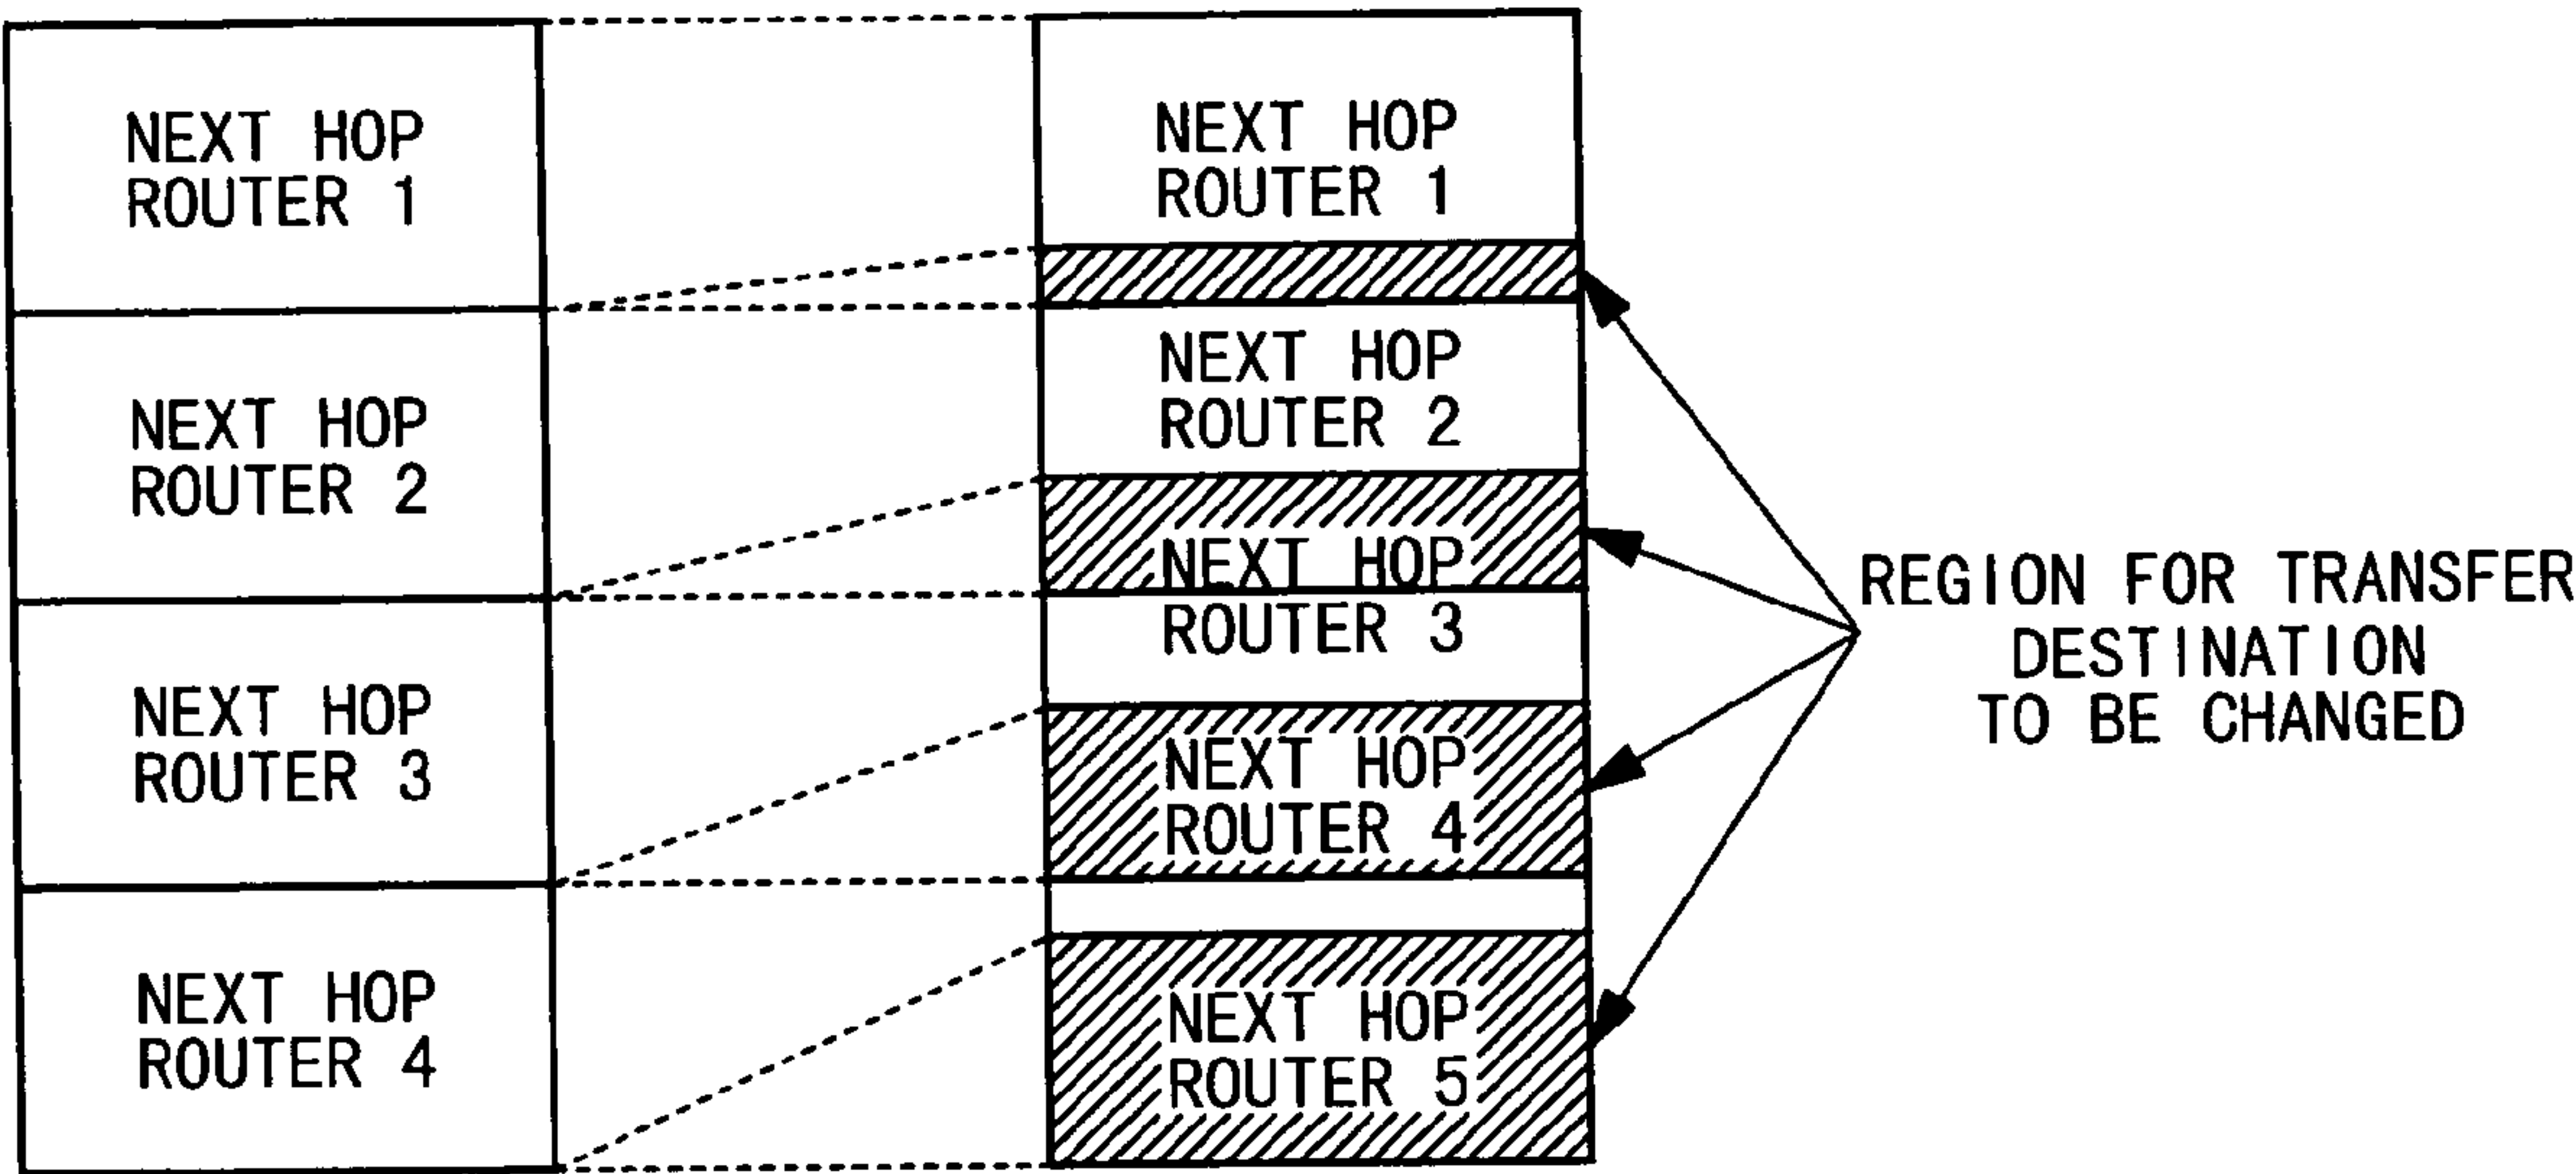 NEXT HOP
ROUTER 1
NEXT HOP
ROUTER 2
NEXT HOP
ROUTER 3
NEXT HOP
ROUTER 4
NEXT HOP
ROUTER 1
NEXT HOP
ROUTER 2
NEXT HOP
ROUTER 3
NEXT HOP
ROUTER 4
NEXT HOP
ROUTER 5
REGION FOR TRANSFER
DESTINATION
TO BE CHANGED